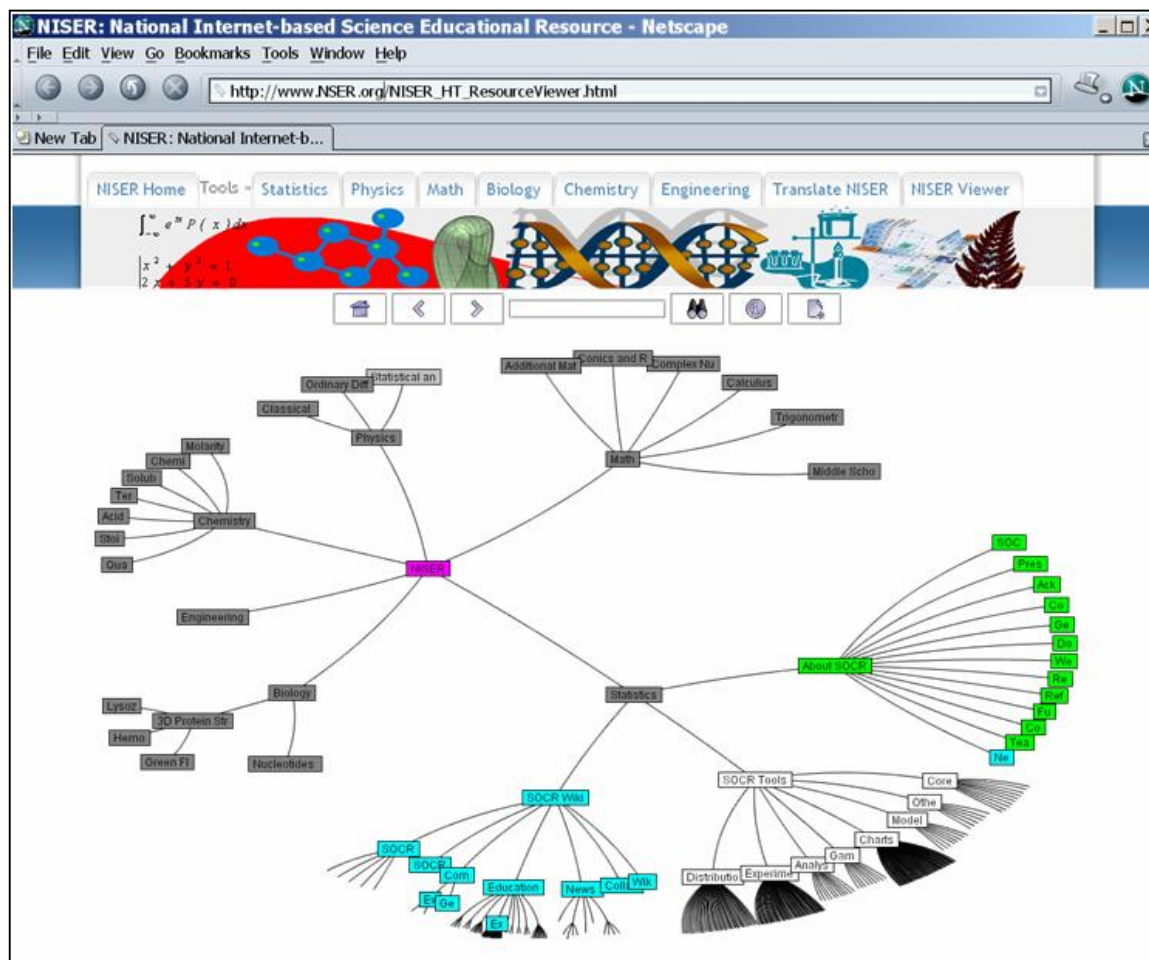 NISER: National Internet-based Science Educational Resource - Netscape
File Edit View Go Bookmarks Tools Window Help
http://www.NSER.org/NISER_HT_ResourceViewer.html
New Tab NISER: National Internet-b...
NISER Home Tools Statistics Physics Math Biology Chemistry Engineering Translate NISER NISER Viewer
x² + y² = 1
Additional Mat
Conics and R
Complex Nu
Calculus
Trigonometr
Middle Scho
Math
Ordinary Diff
Statistical an
Classical
Physics
Molarity
Chemi
Solub
Ter
Acid
Stoi
Qua
Chemistry
NISER
Engineering
Biology
Lysoz
3D Protein Str
Hemo
Green Fl
Nucleotides
Statistics
About SOCR
SOC
Pres
Ack
Co
Ge
Do
We
Re
Ref
Fu
Co
Tea
Ne
SOCR Tools
Core
Othe
Model
Charts
Gam
Analys
Experime
Distributio
SOCR Wiki
SOCR
SOCR
Com
Ge
Education
Ex
News
Colla
Wik